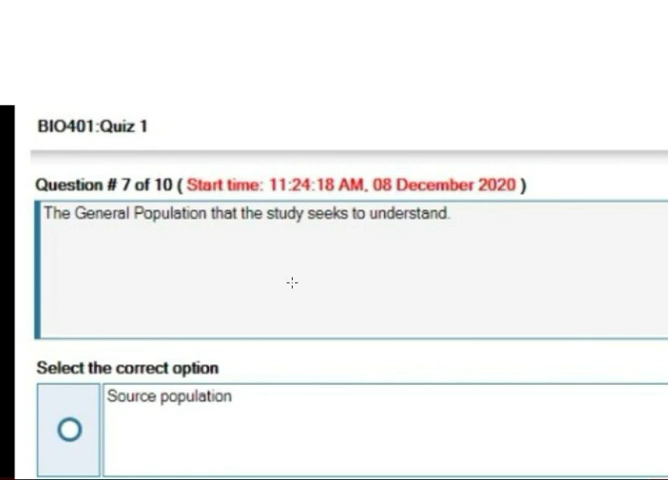 BIO401:Quiz 1
Question # 7 of 10 ( Start time: 11:24:18 AM, 08 December 2020 )
The General Population that the study seeks to understand.
Select the correct option
Source population